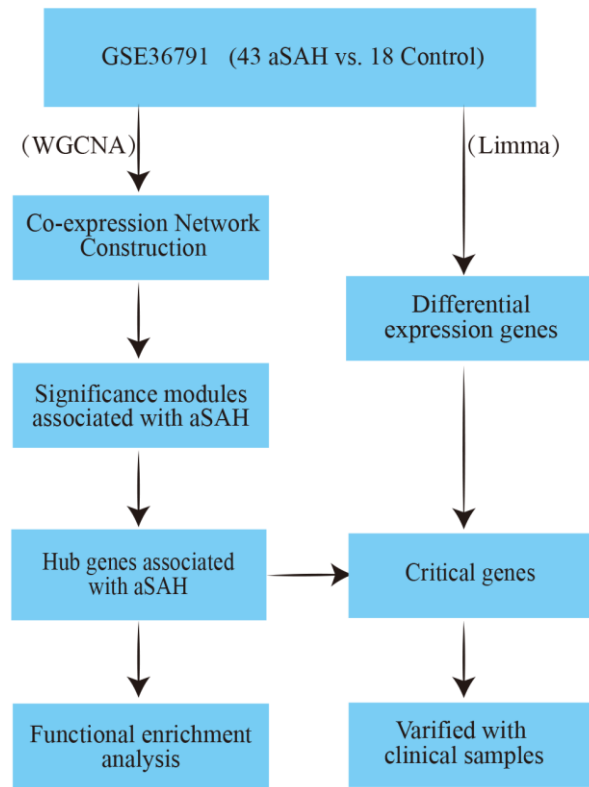 GSE36791 (43 aSAH vs. 18 Control)
(WGCNA)
(Limma)
Co-expression Network
Construction
Differential
expression genes
Significance modules
associated with aSAH
Hub genes associated
with aSAH
Critical genes
Functional enrichment
analysis
Varified with
clinical samples